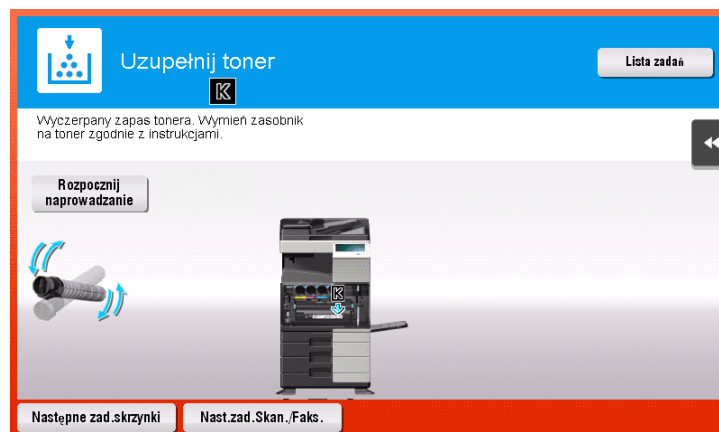 Uzupełnij toner
Lista zadań
K
Wyczerpany zapas tonera. Wymień zasobnik
na toner zgodnie z instrukcjami.
Rozpocznij
naprowadzanie
K
Następne zad.skrzynki
Nast.zad.Skan./Faks.